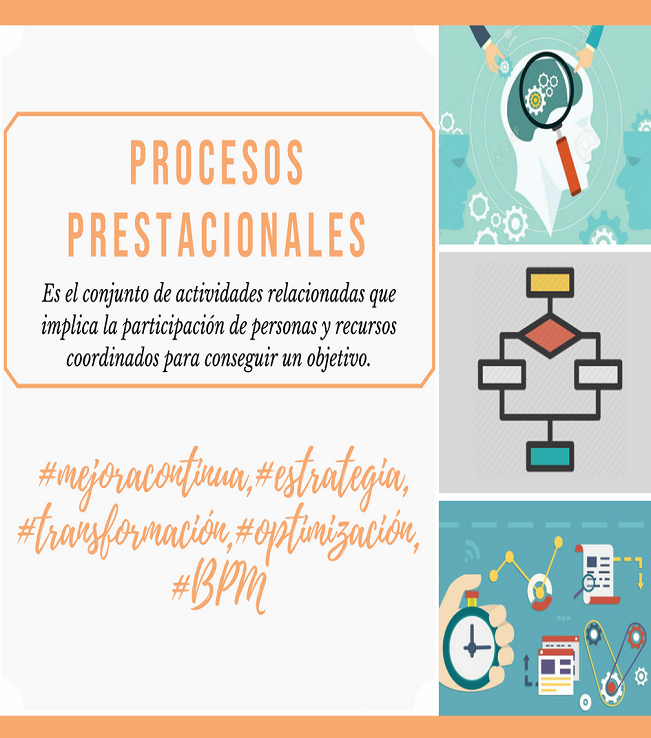 PROCESOS
PRESTACIONALES
Es el conjunto de actividades relacionadas que
implica la participación de personas y recursos
coordinados para conseguir un objetivo.
#mejoracontinua,#estrategia,
#transformación,#optimización,
#BPM